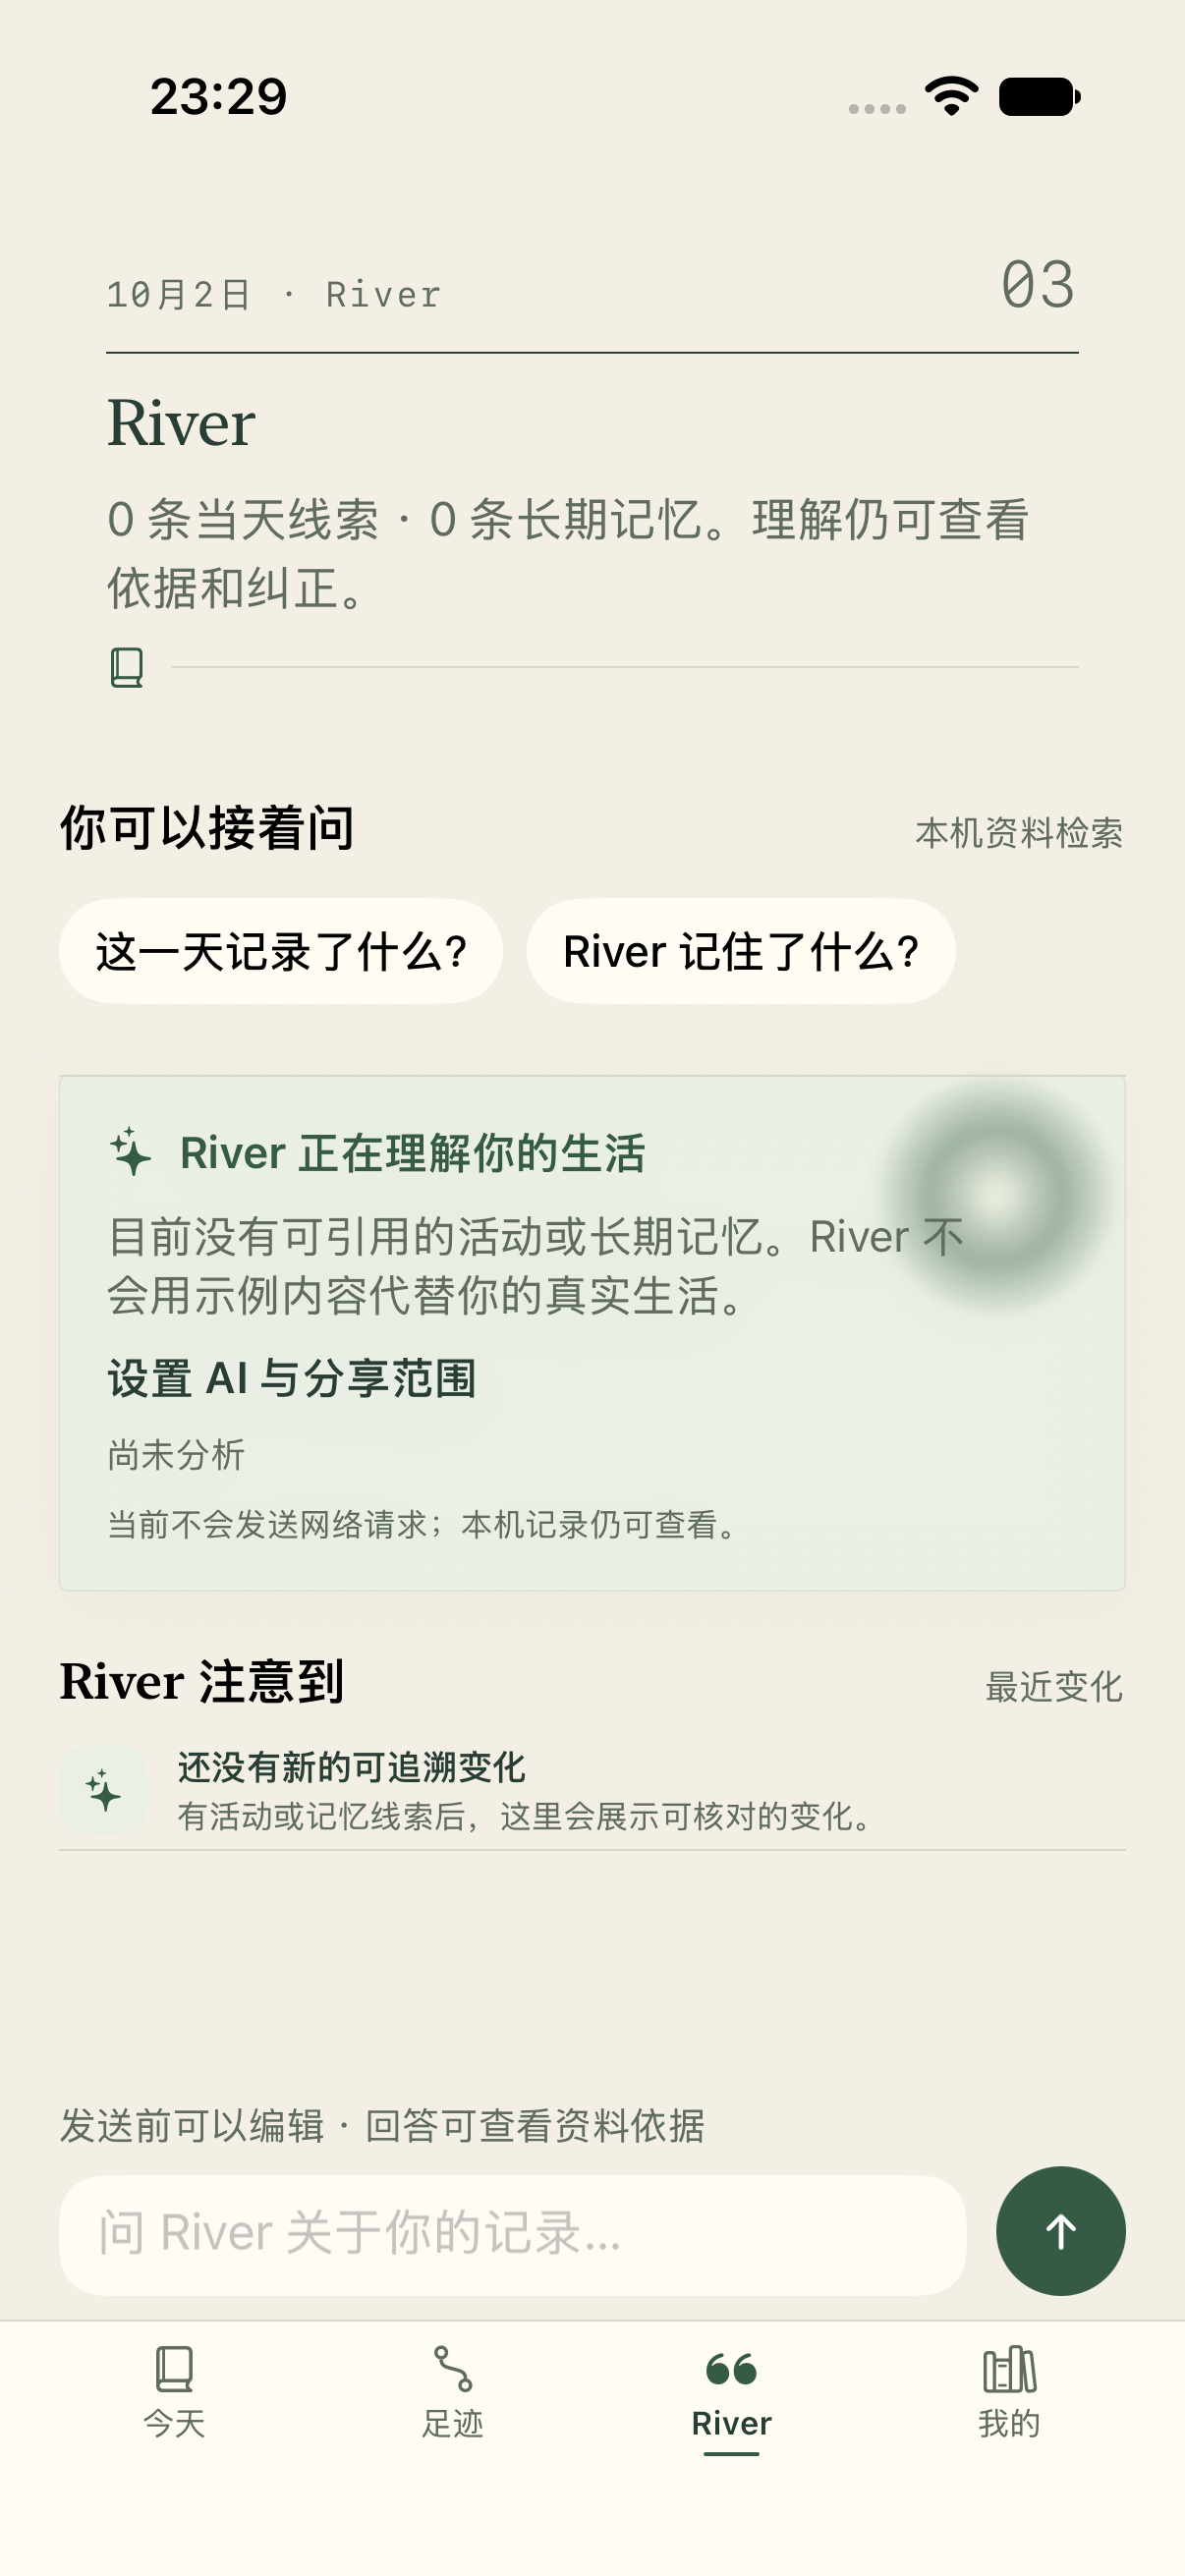 23:29
10月2日 · River
03
River
0 条当天线索 · 0 条长期记忆。理解仍可查看
依据和纠正。
你可以接着问
本机资料检索
这一天记录了什么?
River 记住了什么?
River 正在理解你的生活
目前没有可引用的活动或长期记忆。River 不
会用示例内容代替你的真实生活。
设置 AI 与分享范围
尚未分析
当前不会发送网络请求；本机记录仍可查看。
River 注意到
最近变化
还没有新的可追溯变化
有活动或记忆线索后，这里会展示可核对的变化。
发送前可以编辑 · 回答可查看资料依据
问 River 关于你的记录...
今天
足迹
River
我的